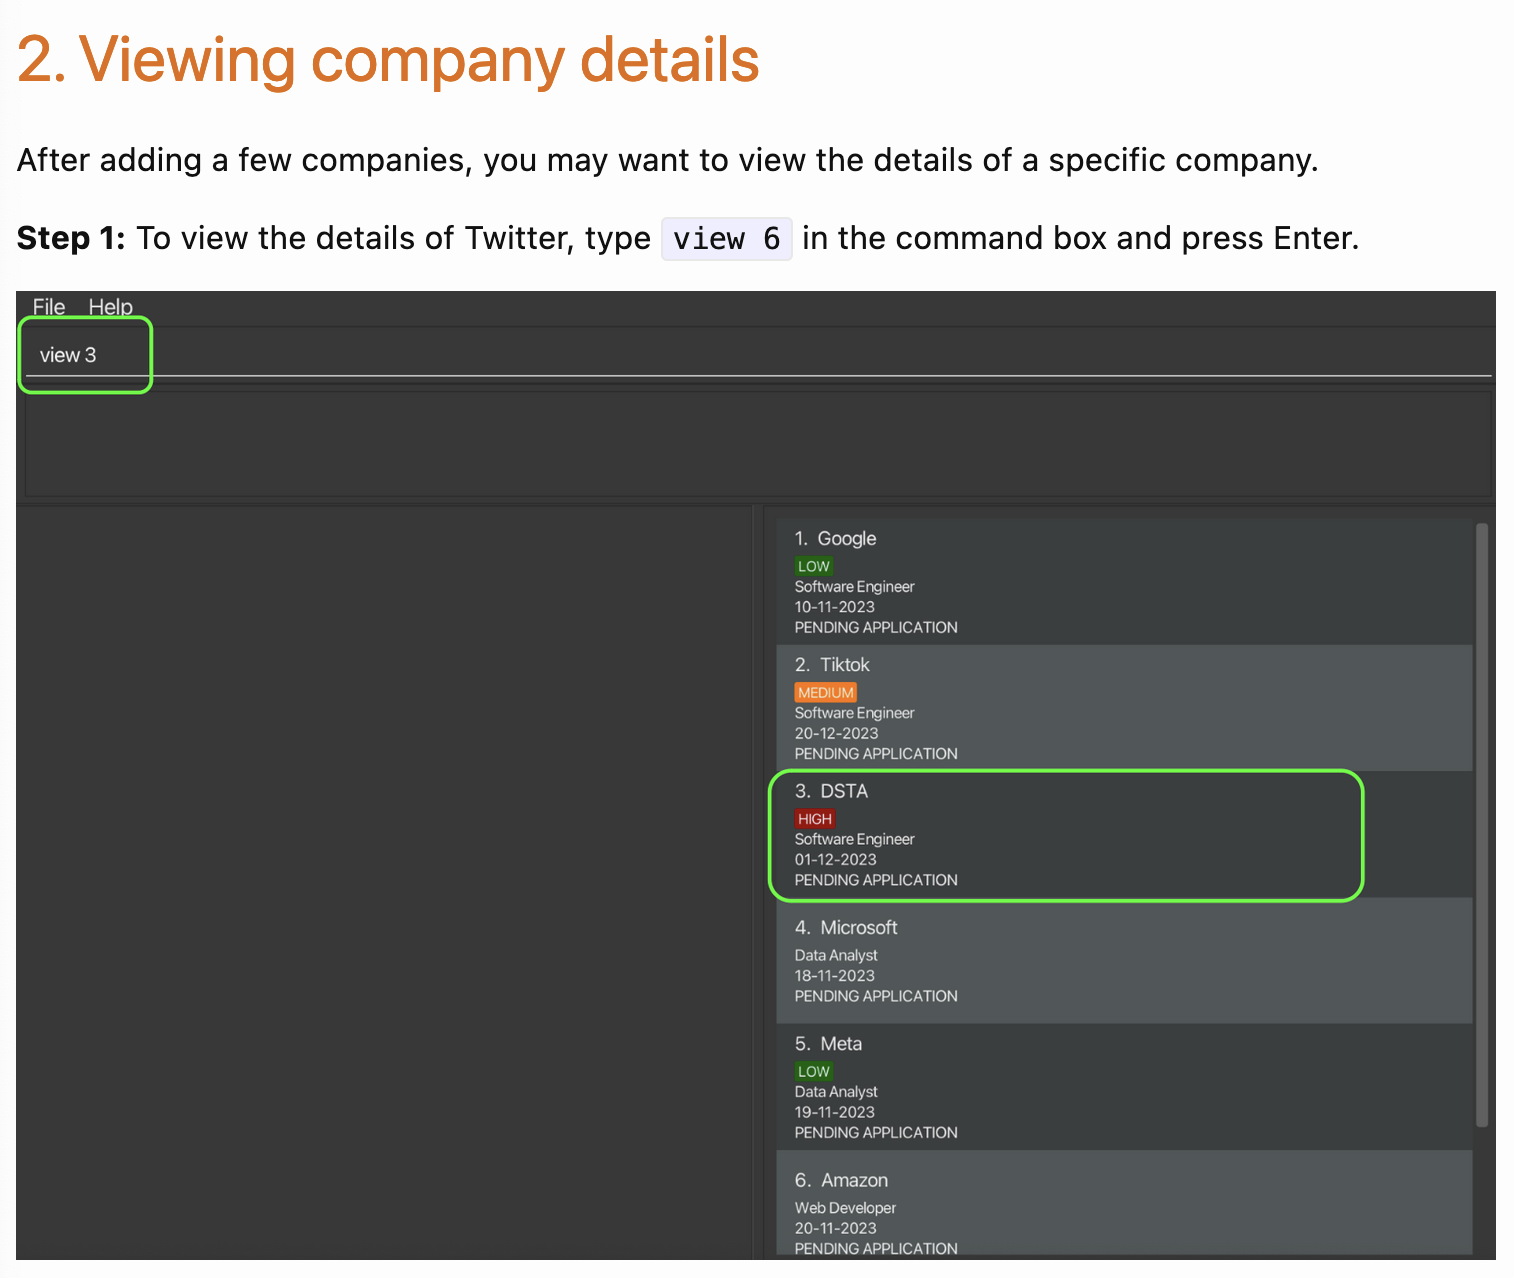 2. Viewing company details
After adding a few companies, you may want to view the details of a specific company.
Step 1: To view the details of Twitter, type view 6 in the command box and press Enter.
File Help
view 3
1. Google
LOW
Software Engineer
10-11-2023
PENDING APPLICATION
2. Tiktok
MEDIUM
Software Engineer
20-12-2023
PENDING APPLICATION
3. DSTA
HIGH
Software Engineer
01-12-2023
PENDING APPLICATION
4. Microsoft
Data Analyst
18-11-2023
PENDING APPLICATION
5. Meta
LOW
Data Analyst
19-11-2023
PENDING APPLICATION
6. Amazon
Web Developer
20-11-2023
PENDING APPLICATION